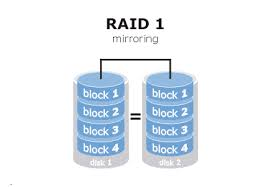 RAID 1
mirroring
block 1 block 1
block 2 block 2
=
block 3 block 3
block 4 block 4
disk 1 disk 2